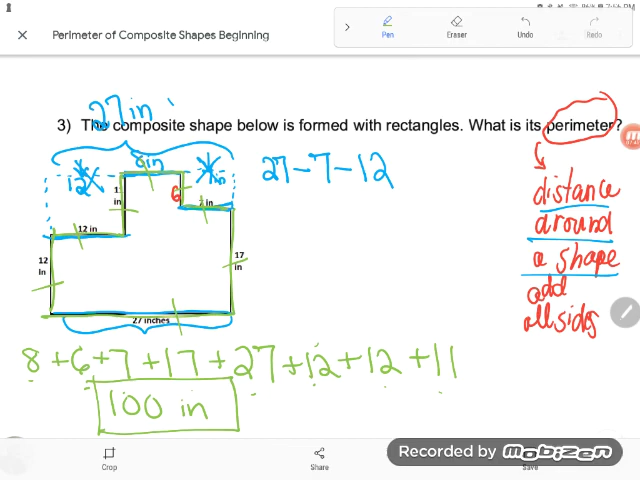 Perimeter of Composite Shapes Beginning
Pen
Eraser
Undo
Redo
27 in
3) The composite shape below is formed with rectangles. What is its perimeter?
8in
27-7-12
12
in
11
in
6
7 in
12 in
12
in
17
in
27 inches
distance
around
a shape
add
all sides
8+6+7+17+27+12+12+11
100 in
Crop
Share
Save
Recorded by Mobizen